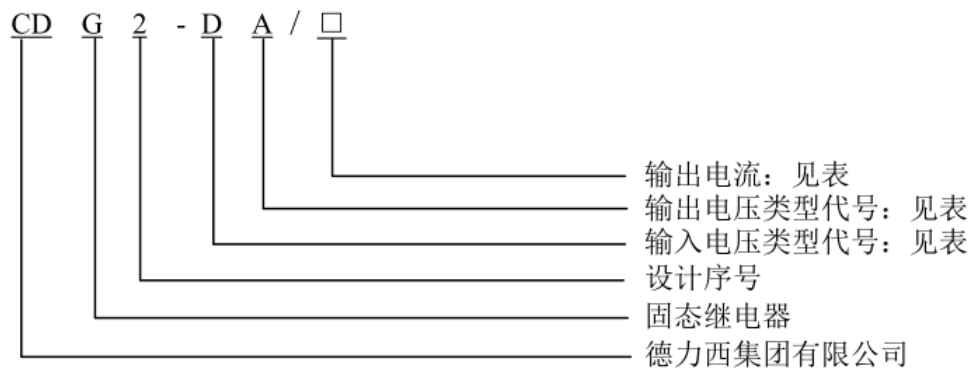 CD G 2 - D A / □
输出电流：见表
输出电压类型代号：见表
输入电压类型代号：见表
设计序号
固态继电器
德力西集团有限公司